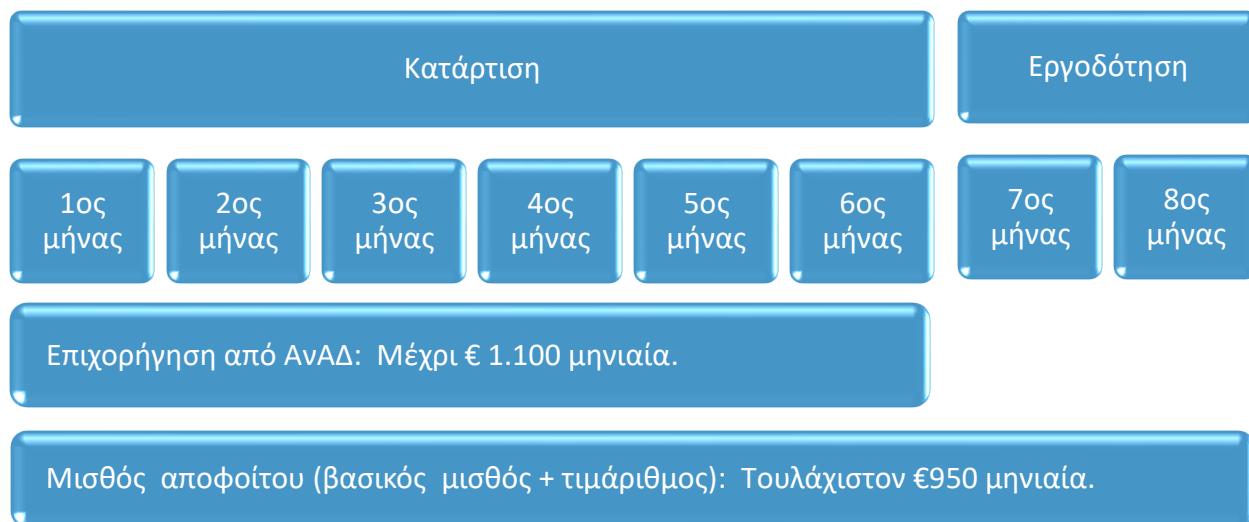 Κατάρτιση
Εργοδότηση
1ος
μήνας
2ος
μήνας
3ος
μήνας
4ος
μήνας
5ος
μήνας
6ος
μήνας
7ος
μήνας
8ος
μήνας
Επιχορήγηση από ΑνΑΔ: Μέχρι € 1.100 μηνιαία.
Μισθός αποφοίτου (βασικός μισθός + τιμάριθμος): Τουλάχιστον €950 μηνιαία.